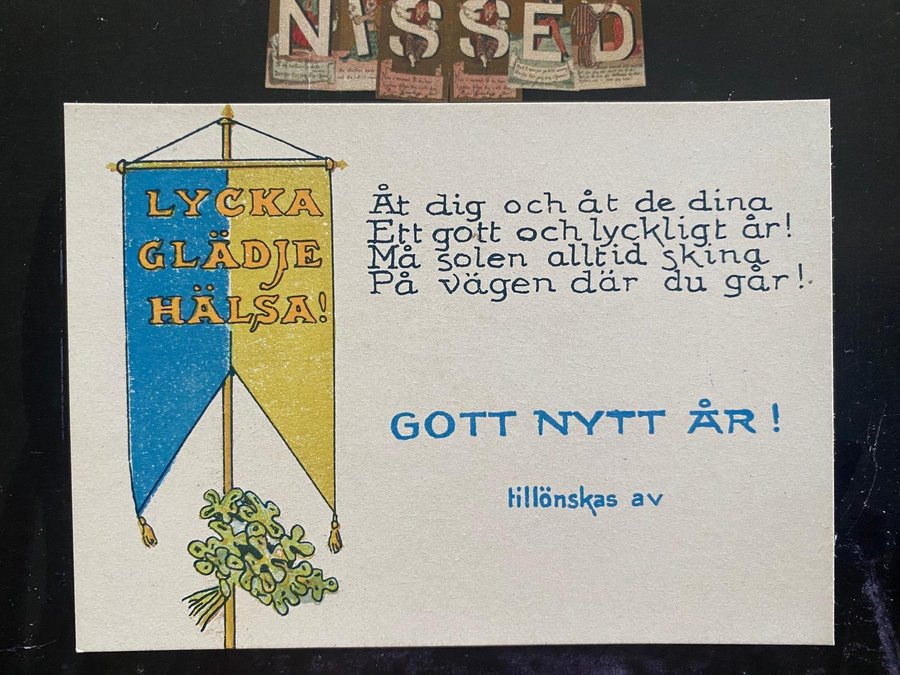 NISSED
LYCKA
GLÄDJE
HÄLSA!
Åt dig och åt de dina
Ett gott och lyckligt år!
Må solen alltid skina
På vägen där du går!
GOTT NYTT ÅR!
tillönskas av